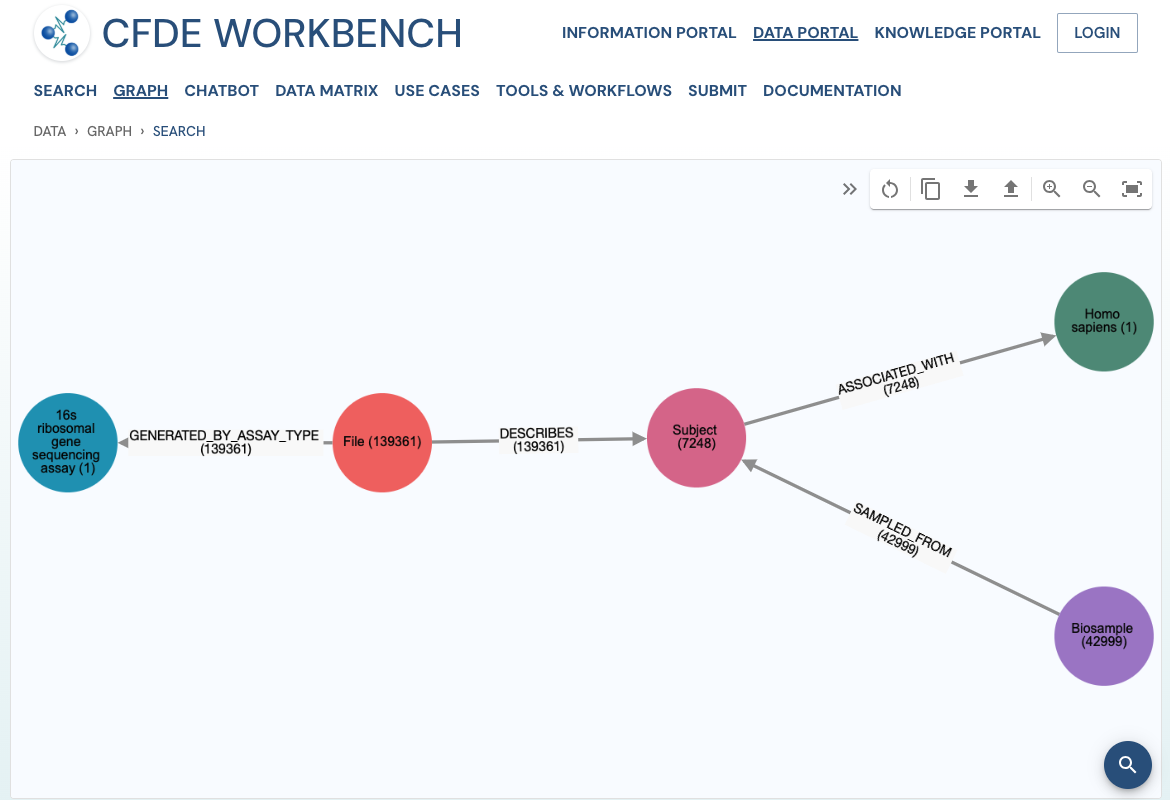 CFDE WORKBENCH
INFORMATION PORTAL DATA PORTAL KNOWLEDGE PORTAL LOGIN
SEARCH GRAPH CHATBOT DATA MATRIX USE CASES TOOLS & WORKFLOWS SUBMIT DOCUMENTATION
DATA › GRAPH › SEARCH
Homo
sapiens (1)
ASSOCIATED_WITH
(7248)
16s
ribosomal
gene
sequencing
assay (1)
GENERATED_BY_ASSAY_TYPE
(139361)
File (139361)
DESCRIBES
(139361)
Subject
(7248)
SAMPLED_FROM
(42999)
Biosample
(42999)